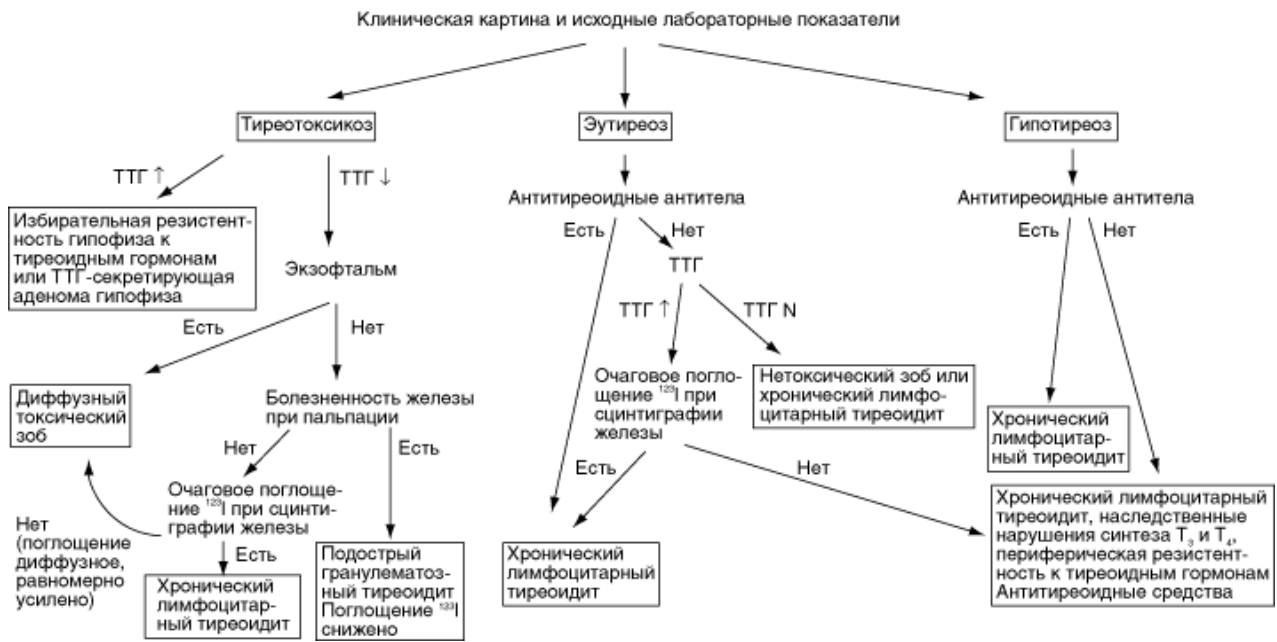 Клиническая картина и исходные лабораторные показатели
Тиреотоксикоз
Эутиреоз
Гипотиреоз
ТТГ ↑
ТТГ ↓
Избирательная резистент-
ность гипофиза к
тиреоидным гормонам
или ТТГ-секретирующая
аденома гипофиза
Экзофтальм
Есть
Нет
Диффузный
токсический
зоб
Болезненность железы
при пальпации
Нет
Есть
Очаговое поглоще-
ние ¹²³I при сцинти-
графии железы
Нет
(поглощение
диффузное,
равномерно
усилено)
Есть
Хронический
лимфоцитар-
ный тиреоидит
Подострый
гранулематоз-
ный тиреоидит
Поглощение ¹²³I
снижено
Антитиреоидные антитела
Есть
Нет
ТТГ
ТТГ ↑
ТТГ N
Очаговое погло-
щение ¹²³I при
сцинтиграфии
железы
Нетоксический зоб или
хронический лимфо-
цитарный тиреоидит
Есть
Нет
Хронический
лимфоцитарный
тиреоидит
Антитиреоидные антитела
Есть
Нет
Хронический
лимфоцитар-
ный тиреоидит
Хронический лимфоцитарный
тиреоидит, наследственные
нарушения синтеза T₃ и T₄,
периферическая резистент-
ность к тиреоидным гормонам
Антитиреоидные средства